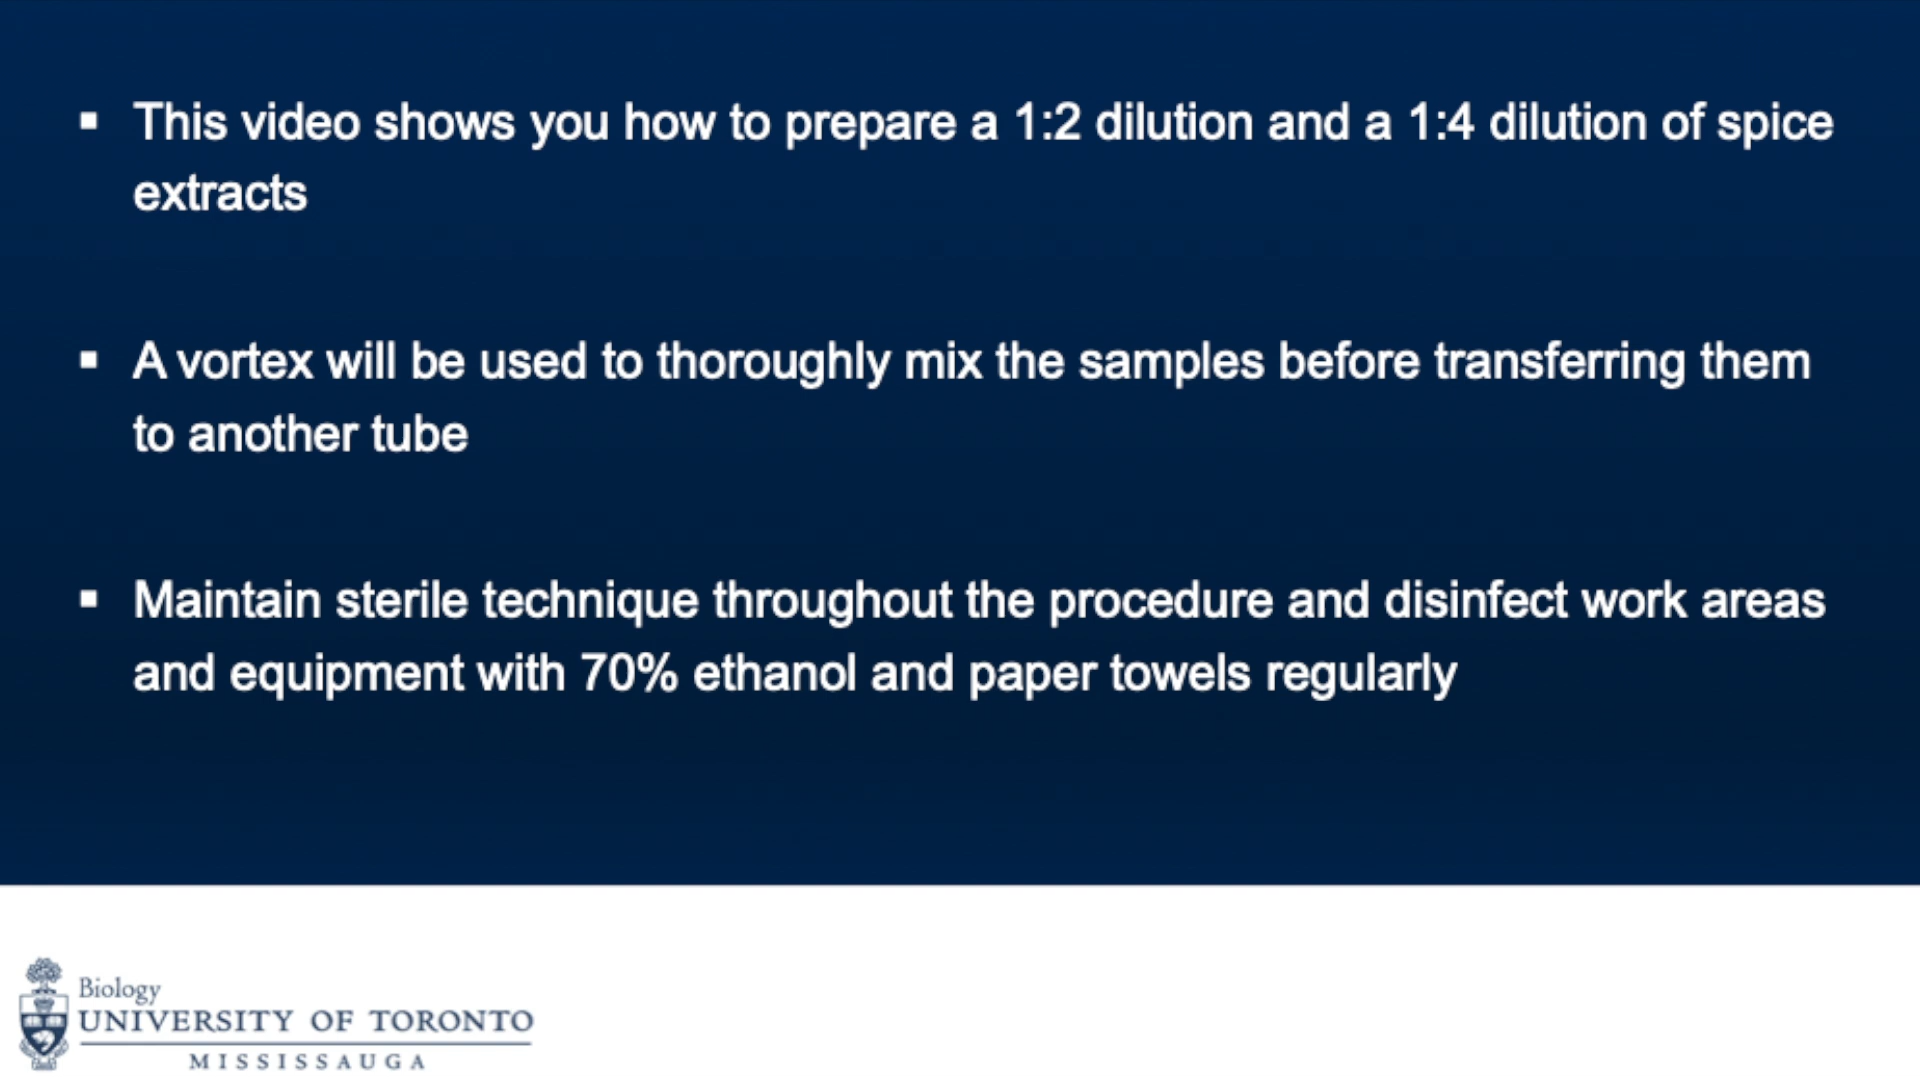 ▪ This video shows you how to prepare a 1:2 dilution and a 1:4 dilution of spice
extracts
▪ A vortex will be used to thoroughly mix the samples before transferring them
to another tube
▪ Maintain sterile technique throughout the procedure and disinfect work areas
and equipment with 70% ethanol and paper towels regularly
Biology
UNIVERSITY OF TORONTO
MISSISSAUGA